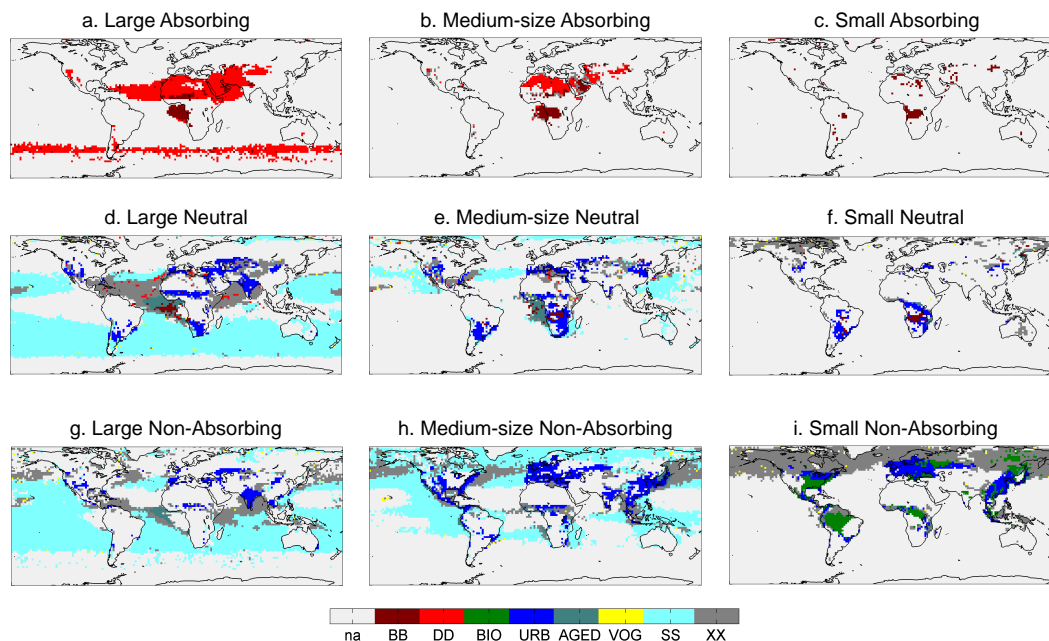 a. Large Absorbing
b. Medium-size Absorbing
c. Small Absorbing
d. Large Neutral
e. Medium-size Neutral
f. Small Neutral
g. Large Non-Absorbing
h. Medium-size Non-Absorbing
i. Small Non-Absorbing
na BB DD BIO URB AGED VOG SS XX